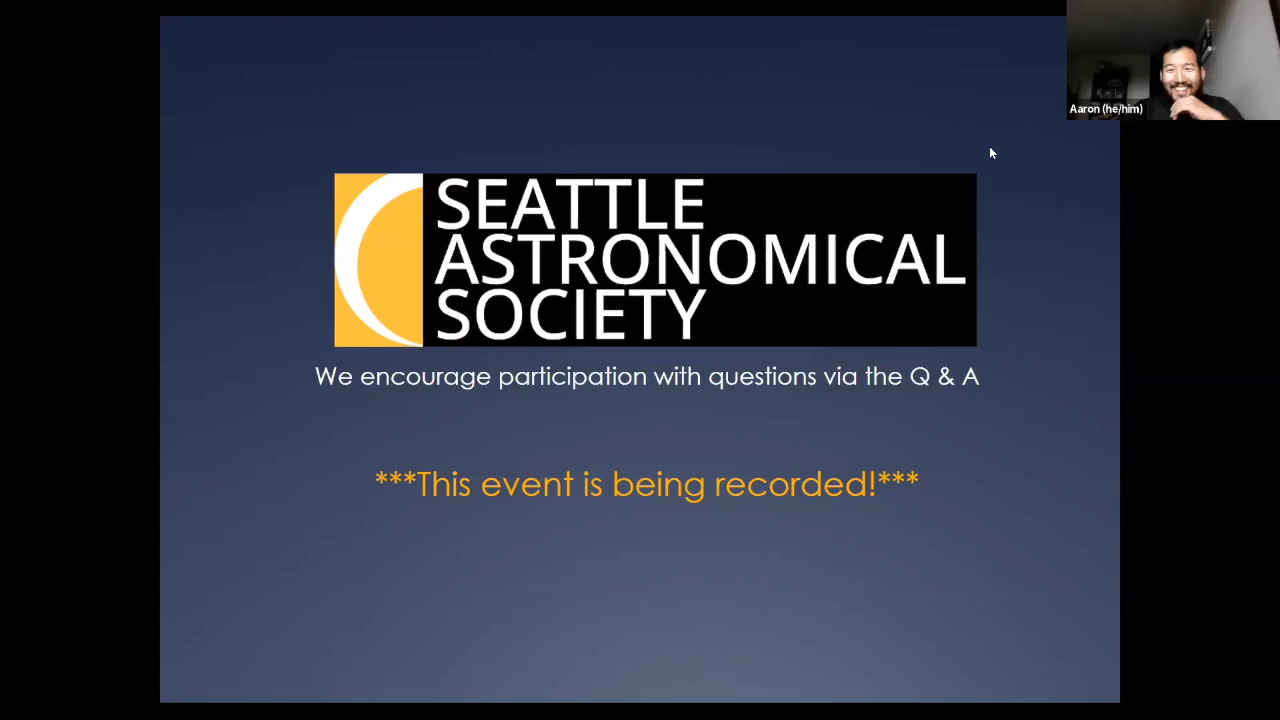 Aaron (he/him)
SEATTLE
ASTRONOMICAL
SOCIETY
We encourage participation with questions via the Q & A
***This event is being recorded!***